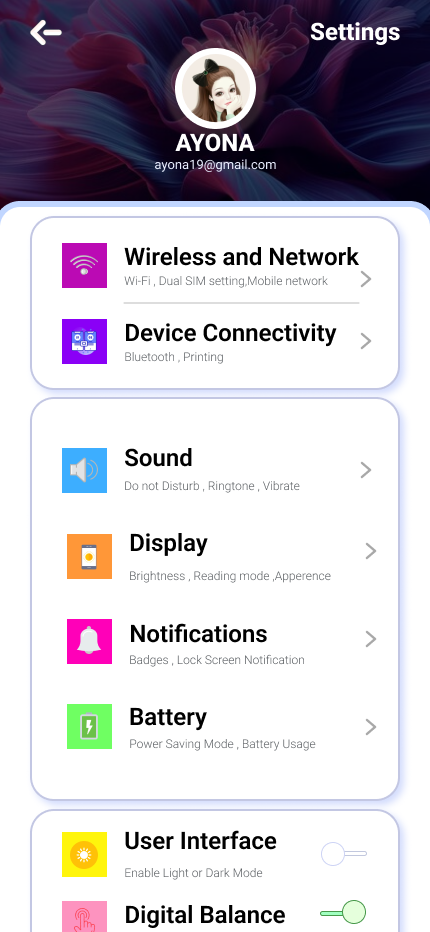 Settings
AYONA
ayona19@gmail.com
Wireless and Network
Wi-Fi , Dual SIM setting,Mobile network
Device Connectivity
Bluetooth , Printing
Sound
Do not Disturb , Ringtone , Vibrate
Display
Brightness , Reading mode ,Apperence
Notifications
Badges , Lock Screen Notification
Battery
Power Saving Mode , Battery Usage
User Interface
Enable Light or Dark Mode
Digital Balance